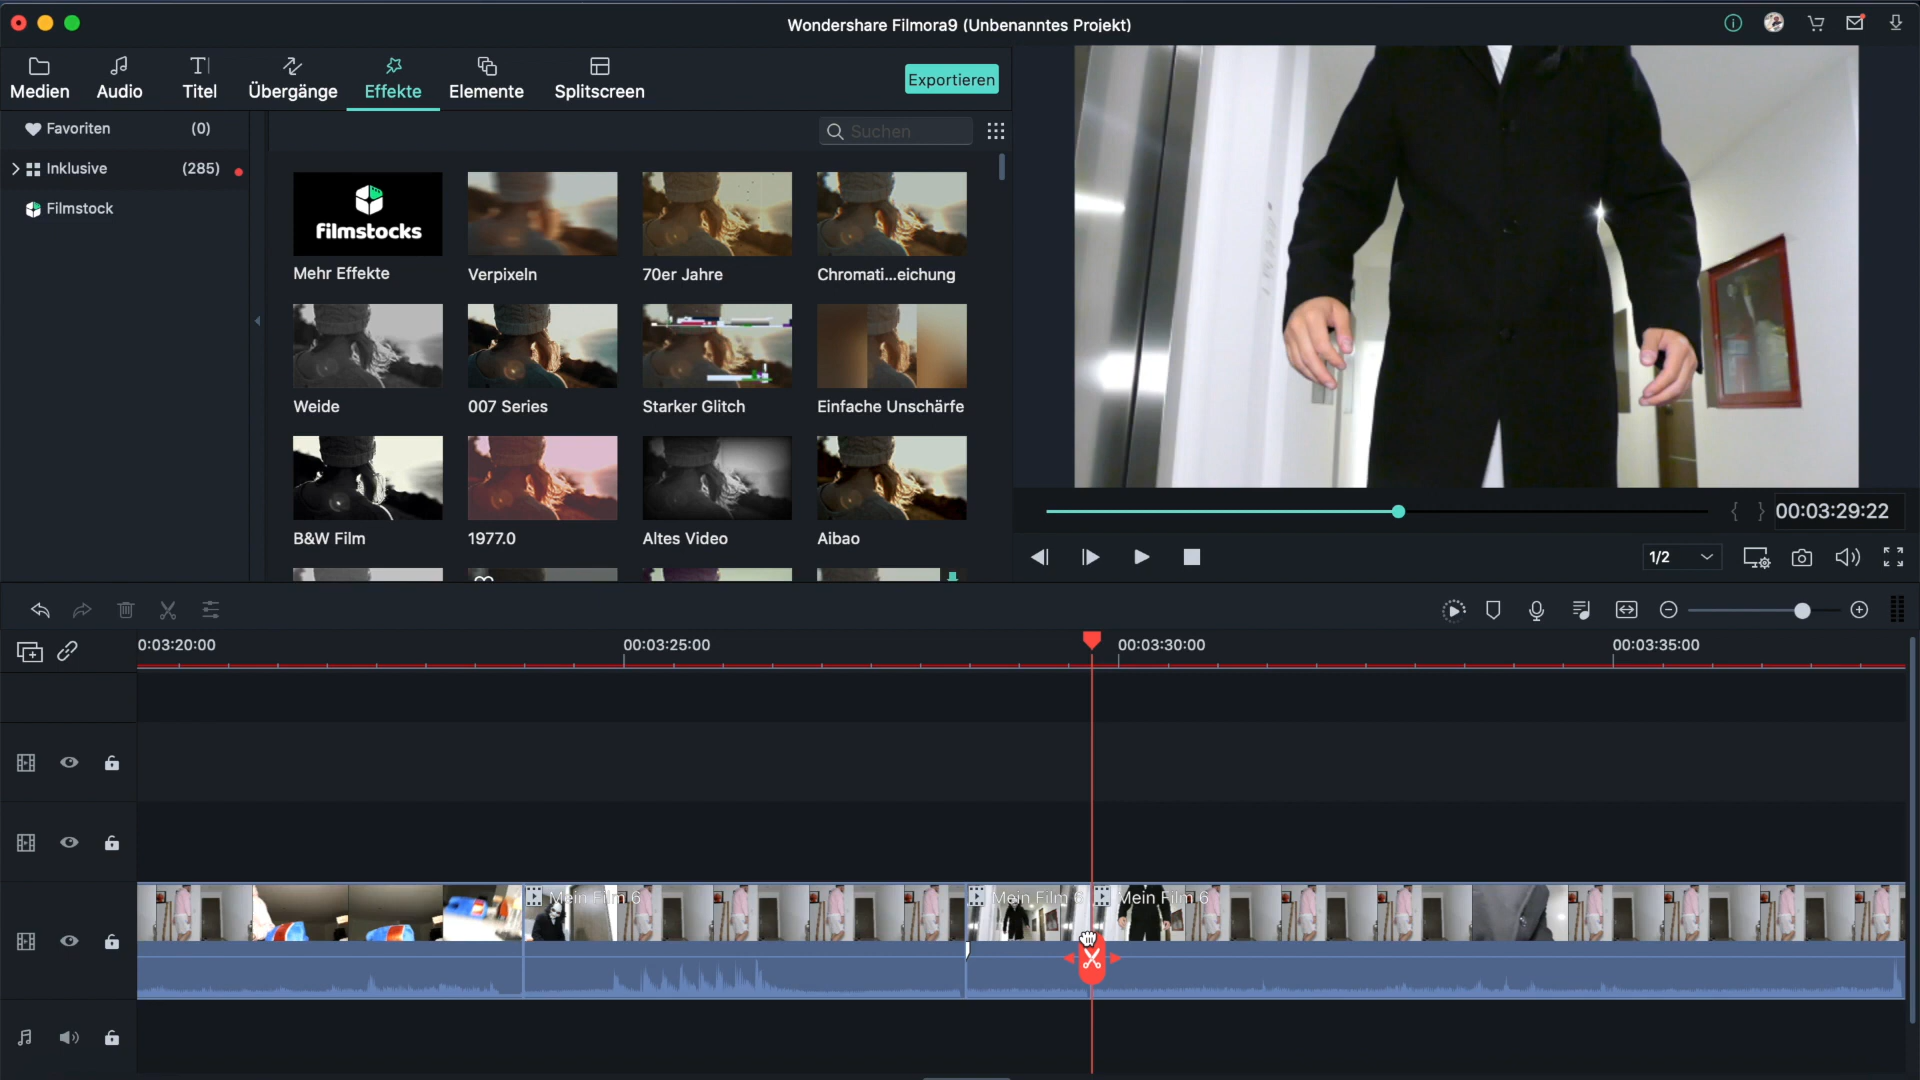 Wondershare Filmora9 (Unbenanntes Projekt)
Medien
Audio
Titel
Übergänge
Effekte
Elemente
Splitscreen
Exportieren
Favoriten (0)
Inklusive (285)
Filmstock
Suchen
filmstocks
Mehr Effekte
Verpixeln
70er Jahre
Chromati...eichung
Weide
007 Series
Starker Glitch
Einfache Unschärfe
B&W Film
1977.0
Altes Video
Aibao
{ } 00:03:29:22
1/2
0:03:20:00
00:03:25:00
00:03:30:00
00:03:35:00
Mein Film 6
Mein Film 6
Mein Film 6